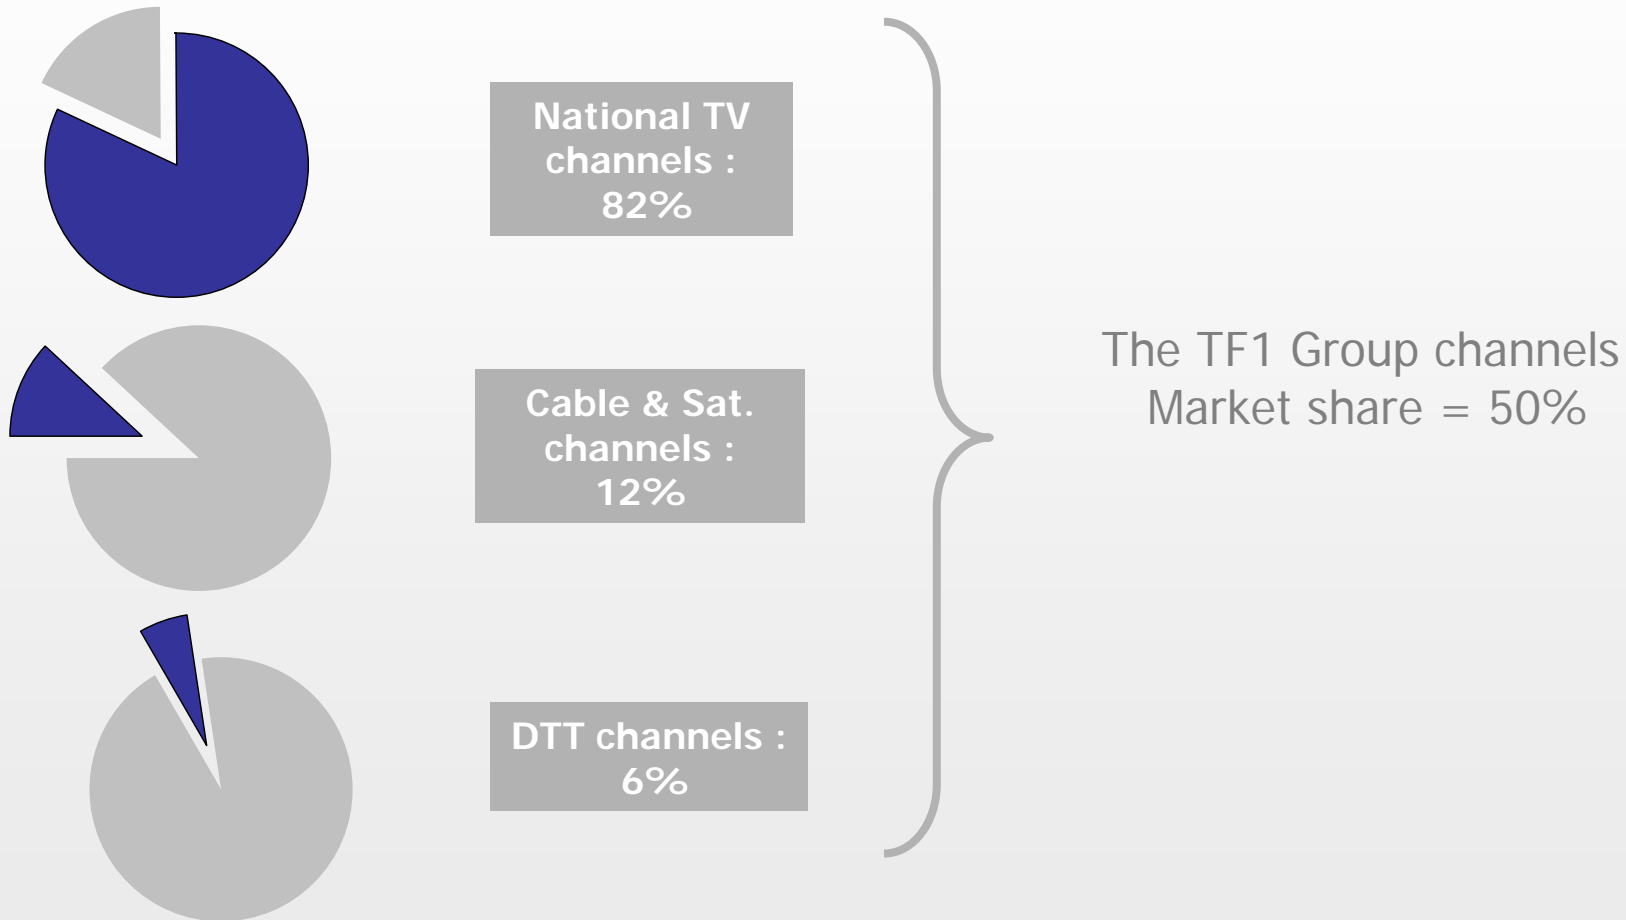 National TV
channels :
82%
Cable & Sat.
channels :
12%
DTT channels :
6%
The TF1 Group channels
Market share = 50%